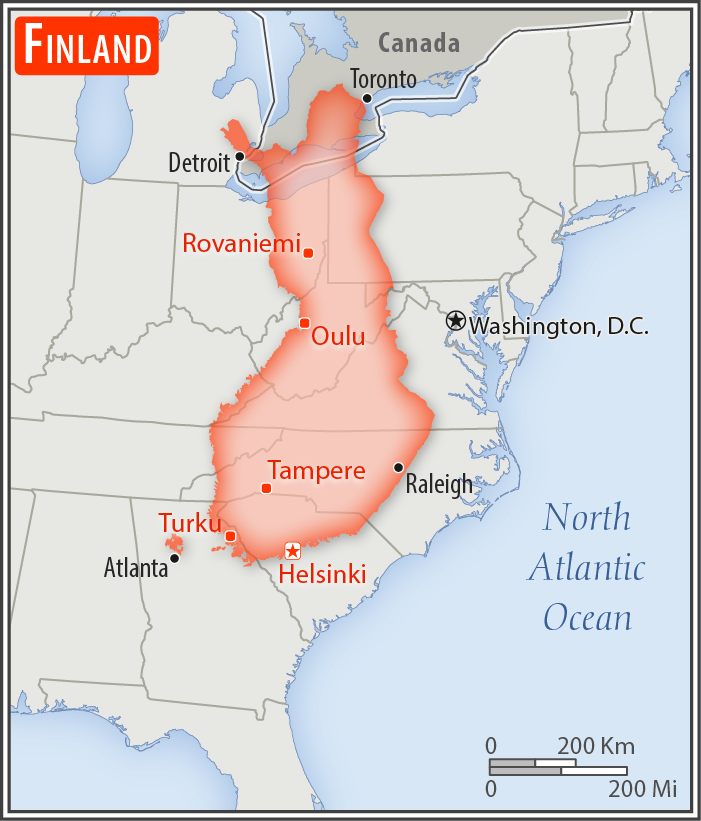 FINLAND
Canada
Toronto
Detroit
Rovaniemi
Oulu
Washington, D.C.
Tampere
Raleigh
Turku
Atlanta
Helsinki
North
Atlantic
Ocean
0 200 Km
0 200 Mi